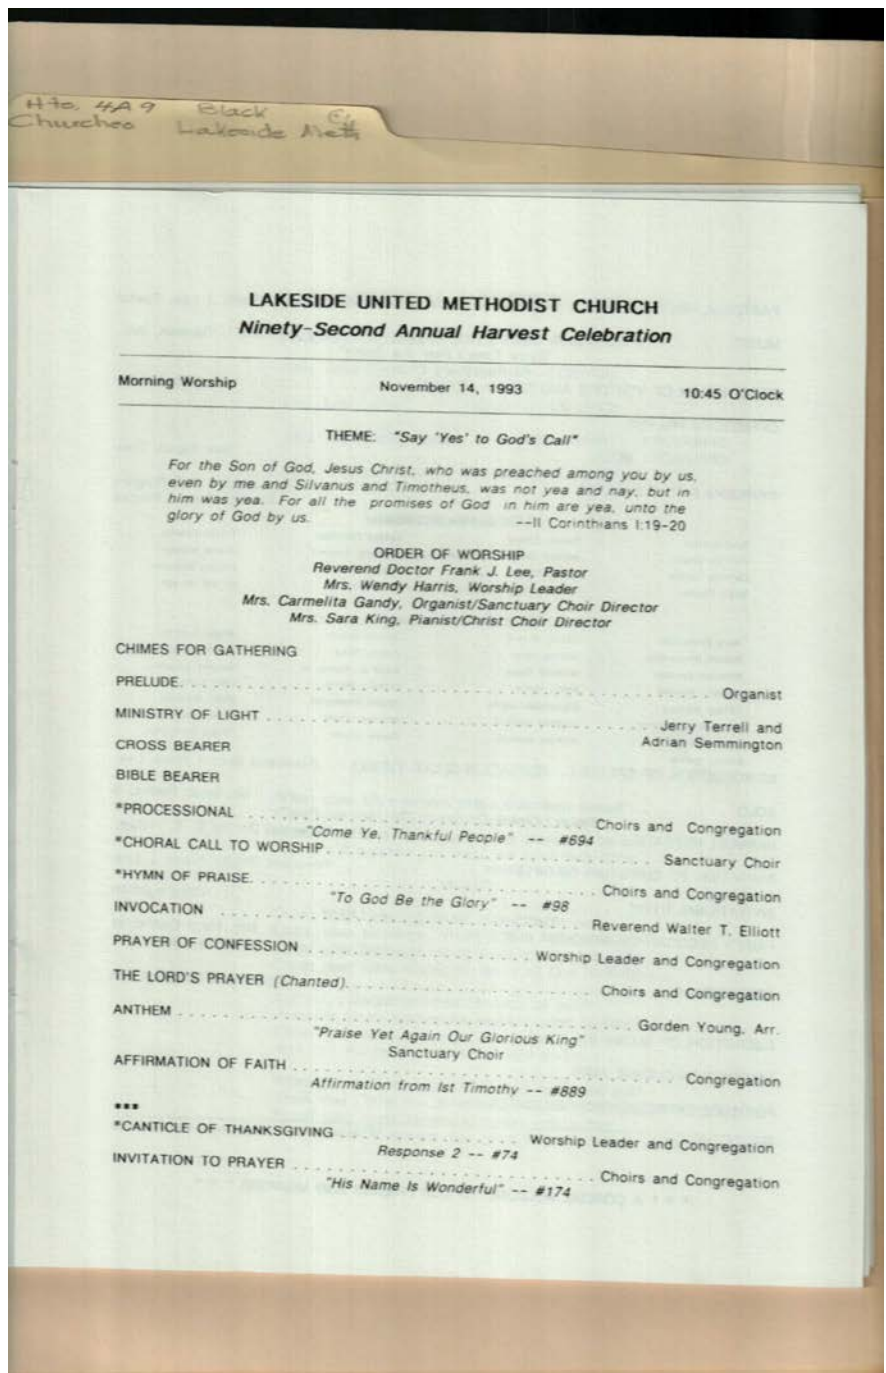 Hto. 4A9 Black
Churches Lakeside Meth
LAKESIDE UNITED METHODIST CHURCH
Ninety-Second Annual Harvest Celebration
Morning Worship November 14, 1993 10:45 O'Clock
THEME: "Say 'Yes' to God's Call"
For the Son of God, Jesus Christ, who was preached among you by us,
even by me and Silvanus and Timotheus, was not yea and nay, but in
him was yea. For all the promises of God in him are yea, unto the
glory of God by us. --II Corinthians I:19-20
ORDER OF WORSHIP
Reverend Doctor Frank J. Lee, Pastor
Mrs. Wendy Harris, Worship Leader
Mrs. Carmelita Gandy, Organist/Sanctuary Choir Director
Mrs. Sara King, Pianist/Christ Choir Director
CHIMES FOR GATHERING
PRELUDE. . . . . . . . . . Organist
MINISTRY OF LIGHT . . . . . . . . . . Jerry Terrell and
Adrian Semmington
CROSS BEARER
BIBLE BEARER
*PROCESSIONAL . . . . . . . . . . Choirs and Congregation
"Come Ye, Thankful People" -- #694
*CHORAL CALL TO WORSHIP . . . . . . . . . . Sanctuary Choir
*HYMN OF PRAISE. . . . . . . . . . Choirs and Congregation
"To God Be the Glory" -- #98
INVOCATION . . . . . . . . . . Reverend Walter T. Elliott
PRAYER OF CONFESSION . . . . . . . . . . Worship Leader and Congregation
THE LORD'S PRAYER (Chanted). . . . . . . . . . Choirs and Congregation
ANTHEM . . . . . . . . . . Gorden Young, Arr.
"Praise Yet Again Our Glorious King"
Sanctuary Choir
AFFIRMATION OF FAITH . . . . . . . . . . Congregation
Affirmation from Ist Timothy -- #889
***
*CANTICLE OF THANKSGIVING . . . . . . . . . . Worship Leader and Congregation
Response 2 -- #74
INVITATION TO PRAYER . . . . . . . . . . Choirs and Congregation
"His Name Is Wonderful" -- #174